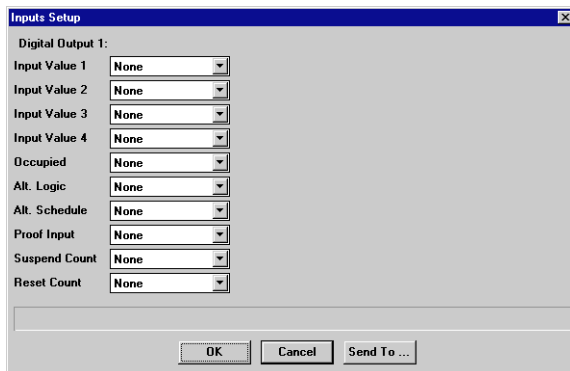 Inputs Setup
Digital Output 1:
Input Value 1 None
Input Value 2 None
Input Value 3 None
Input Value 4 None
Occupied None
Alt. Logic None
Alt. Schedule None
Proof Input None
Suspend Count None
Reset Count None
OK Cancel Send To ...